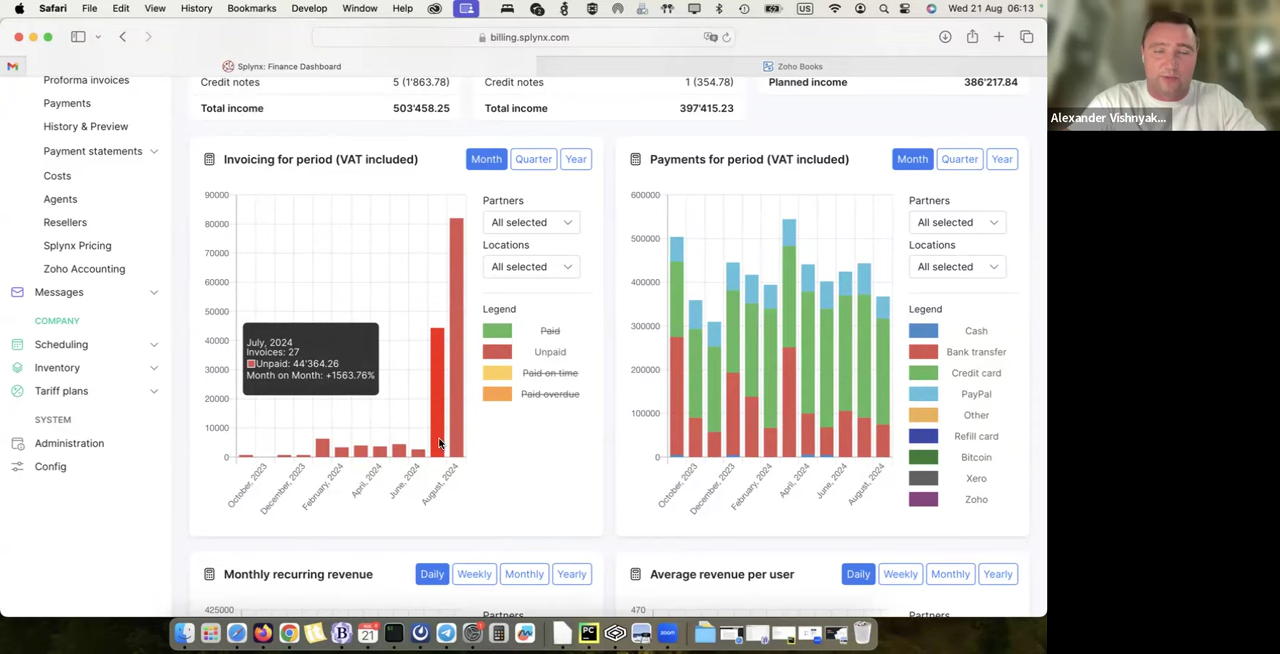 Safari File Edit View History Bookmarks Develop Window Help US Wed 21 Aug 06:13
billing.splynx.com
Splynx: Finance Dashboard
Zoho Books
Proforma invoices
Payments
History & Preview
Payment statements
Costs
Agents
Resellers
Splynx Pricing
Zoho Accounting
Messages
COMPANY
Scheduling
Inventory
Tariff plans
SYSTEM
Administration
Config
Credit notes 5 (1'863.78)
Total income 503'458.25
Credit notes 1 (354.78)
Total income 397'415.23
Planned income 386'217.84
Invoicing for period (VAT included)
Month Quarter Year
90000
80000
70000
60000
50000
40000
30000
20000
10000
0
October, 2023
December, 2023
February, 2024
April, 2024
June, 2024
August, 2024
July, 2024
Invoices: 27
Unpaid: 44'364.26
Month on Month: +1563.76%
Partners
All selected
Locations
All selected
Legend
Paid
Unpaid
Paid on time
Paid overdue
Payments for period (VAT included)
Month Quarter Year
600000
500000
400000
300000
200000
100000
0
October, 2023
December, 2023
February, 2024
April, 2024
June, 2024
August, 2024
Partners
All selected
Locations
All selected
Legend
Cash
Bank transfer
Credit card
PayPal
Other
Refill card
Bitcoin
Xero
Zoho
Monthly recurring revenue
Daily Weekly Monthly Yearly
425000
Partners
Average revenue per user
Daily Weekly Monthly Yearly
470
Partners
Alexander Vishnyak...
21
PC
zoom